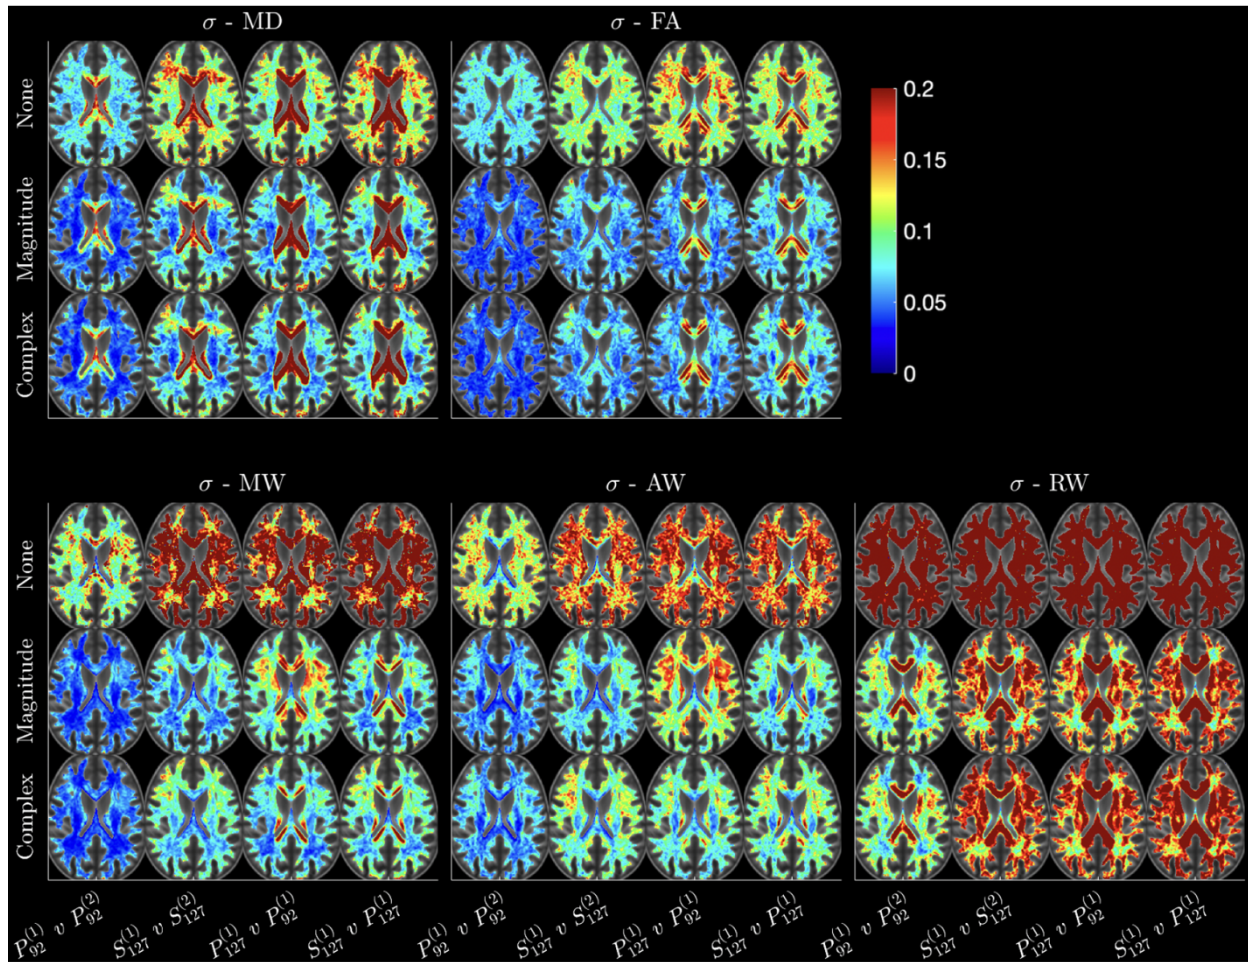 σ - MD
σ - FA
None
Magnitude
Complex
0.2
0.15
0.1
0.05
0
σ - MW
σ - AW
σ - RW
None
Magnitude
Complex
P₉₂⁽¹⁾ v P₉₂⁽²⁾
S₁₂₇⁽¹⁾ v S₁₂₇⁽²⁾
P₁₂₇⁽¹⁾ v P₉₂⁽¹⁾
S₁₂₇⁽¹⁾ v P₁₂₇⁽¹⁾
P₉₂⁽¹⁾ v P₉₂⁽²⁾
S₁₂₇⁽¹⁾ v S₁₂₇⁽²⁾
P₁₂₇⁽¹⁾ v P₉₂⁽¹⁾
S₁₂₇⁽¹⁾ v P₁₂₇⁽¹⁾
P₉₂⁽¹⁾ v P₉₂⁽²⁾
S₁₂₇⁽¹⁾ v S₁₂₇⁽²⁾
P₁₂₇⁽¹⁾ v P₉₂⁽¹⁾
S₁₂₇⁽¹⁾ v P₁₂₇⁽¹⁾